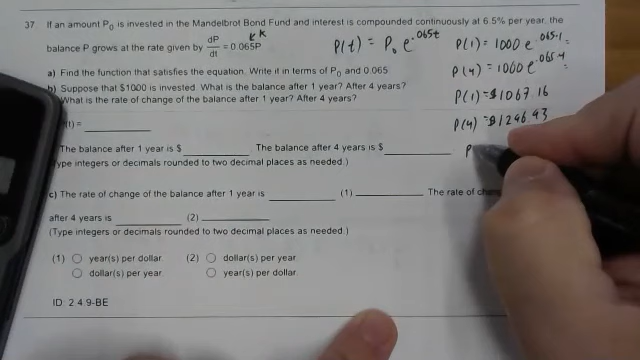 37. If an amount P₀ is invested in the Mandelbrot Bond Fund and interest is compounded continuously at 6.5% per year, the
balance P grows at the rate given by dP/dt = 0.065P
k k
P(t) = P₀ e^.065t
P(1) = 1000 e^.065·1 =
P(4) = 1000 e^.065·4 =
P(1) = $1067.16
P(4) = $1296.93
P
a) Find the function that satisfies the equation. Write it in terms of P₀ and 0.065
b) Suppose that $1000 is invested. What is the balance after 1 year? After 4 years?
What is the rate of change of the balance after 1 year? After 4 years?
(t) =
The balance after 1 year is $ The balance after 4 years is $
ype integers or decimals rounded to two decimal places as needed.)
c) The rate of change of the balance after 1 year is (1) The rate of
after 4 years is (2)
(Type integers or decimals rounded to two decimal places as needed.)
(1) year(s) per dollar. (2) dollar(s) per year.
dollar(s) per year. year(s) per dollar.
ID: 2.4.9-BE